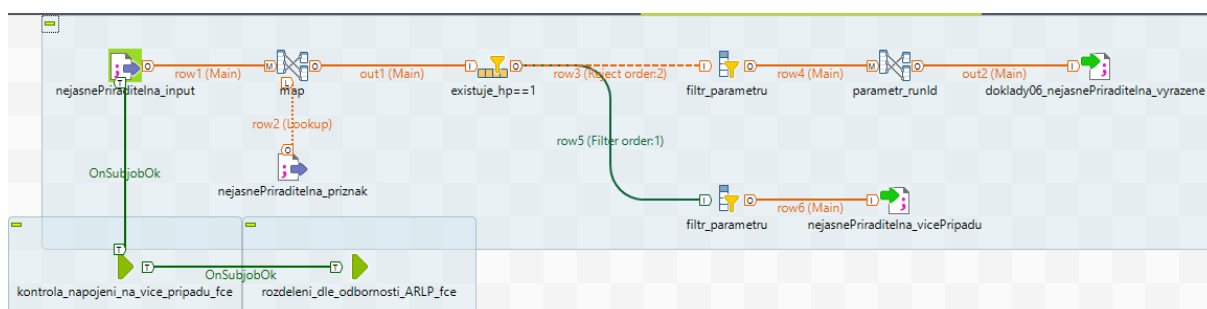 row1 (Main)
out1 (Main)
row3 (Reject order:2)
row4 (Main)
out2 (Main)
nejasnePriraditelna_input
map
existuje_hp==1
filtr_parametru
parametr_runId
doklady06_nejasnePriraditelna_vyrazene
row2 (Lookup)
row5 (Filter order:1)
OnSubjobOk
nejasnePriraditelna_priznak
row6 (Main)
filtr_parametru
nejasnePriraditelna_vicePripadu
OnSubjobOk
kontrola_napojeni_na_vice_pripadu_fce
rozdeleni_dle_odbornosti_ARLP_fce